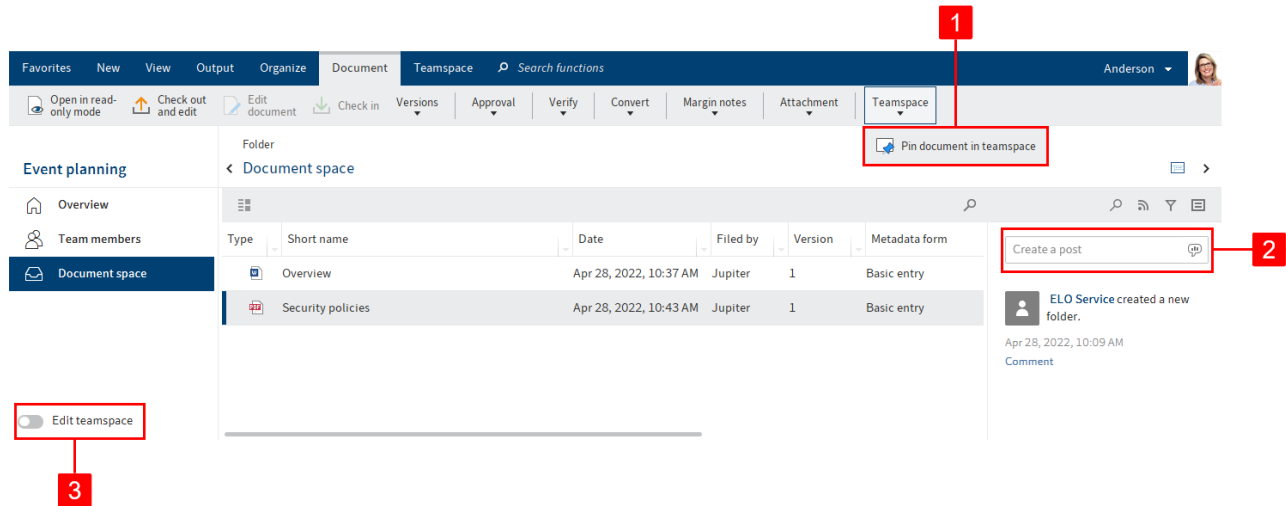 1
Favorites New View Output Organize Document Teamspace Search functions Anderson
Open in read-only mode
Check out and edit
Edit document
Check in
Versions
Approval
Verify
Convert
Margin notes
Attachment
Teamspace
Pin document in teamspace
Folder
Document space
Event planning
Overview
Team members
Document space
Type Short name Date Filed by Version Metadata form
Overview Apr 28, 2022, 10:37 AM Jupiter 1 Basic entry
Security policies Apr 28, 2022, 10:43 AM Jupiter 1 Basic entry
Create a post
2
ELO Service created a new
folder.
Apr 28, 2022, 10:09 AM
Comment
Edit teamspace
3